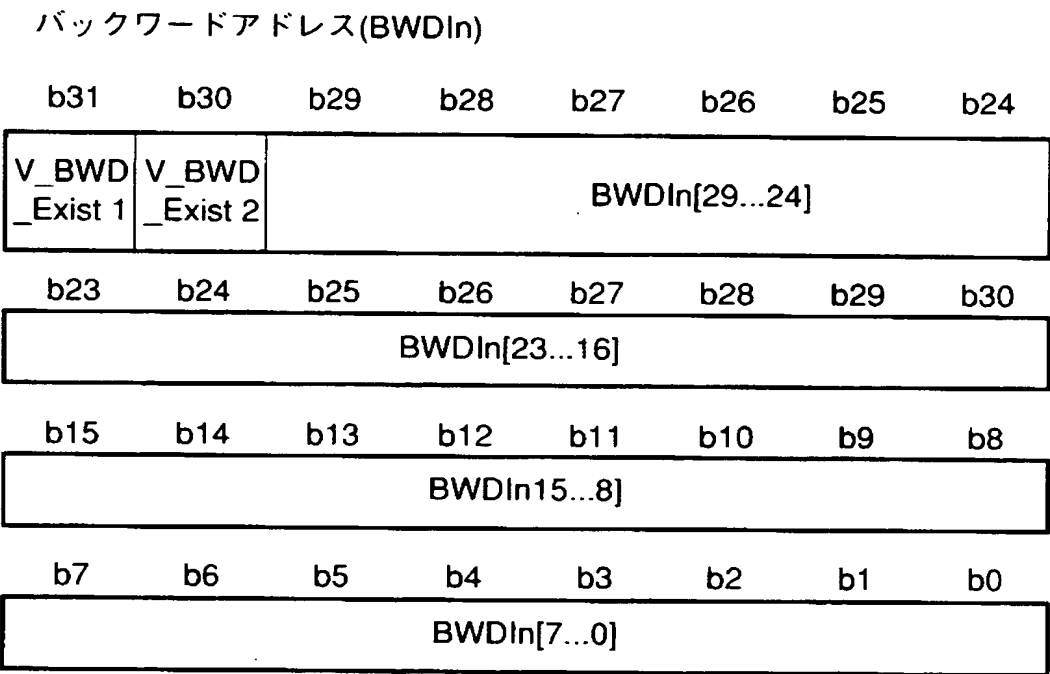 バックワードアドレス(BWDIn)
b31 b30 b29 b28 b27 b26 b25 b24
V_BWD V_BWD BWDIn[29...24]
_Exist 1 _Exist 2
b23 b24 b25 b26 b27 b28 b29 b30
BWDIn[23...16]
b15 b14 b13 b12 b11 b10 b9 b8
BWDIn15...8]
b7 b6 b5 b4 b3 b2 b1 b0
BWDIn[7...0]